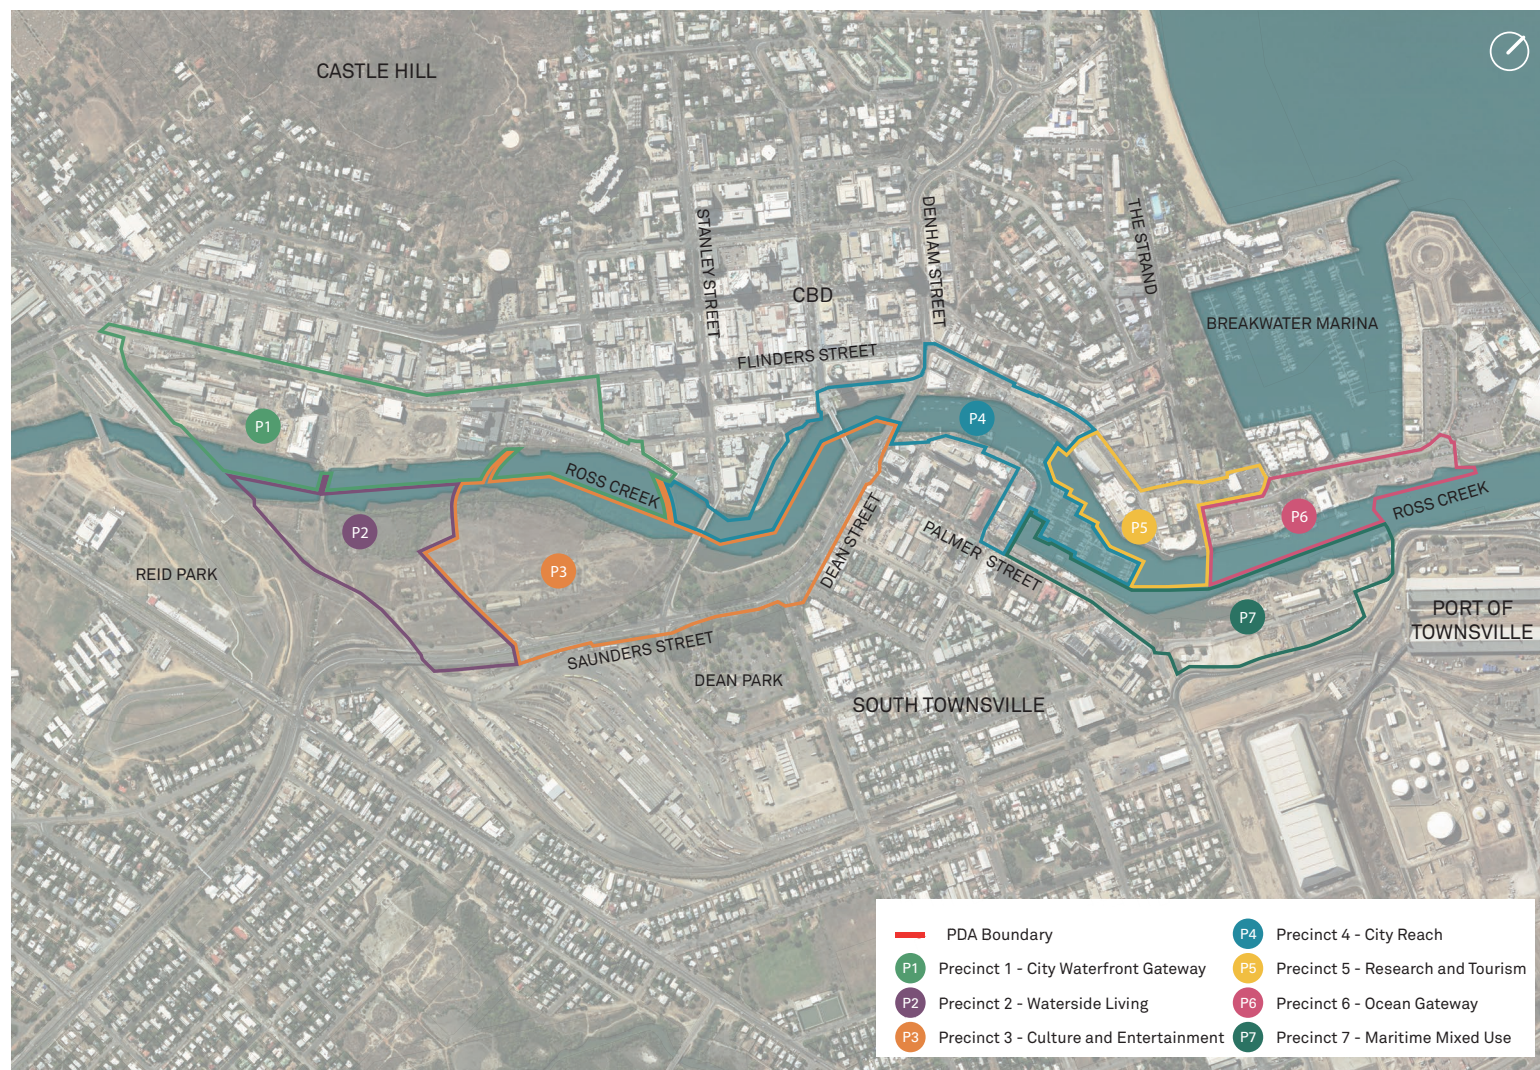 CASTLE HILL
STANLEY STREET
DENHAM STREET
THE STRAND
CBD
FLINDERS STREET
BREAKWATER MARINA
P1
P4
ROSS CREEK
ROSS CREEK
P2
P3
P5
P6
REID PARK
DEAN STREET
PALMER STREET
P7
PORT OF
TOWNSVILLE
SAUNDERS STREET
DEAN PARK
SOUTH TOWNSVILLE
PDA Boundary
P1 Precinct 1 - City Waterfront Gateway
P2 Precinct 2 - Waterside Living
P3 Precinct 3 - Culture and Entertainment
P4 Precinct 4 - City Reach
P5 Precinct 5 - Research and Tourism
P6 Precinct 6 - Ocean Gateway
P7 Precinct 7 - Maritime Mixed Use